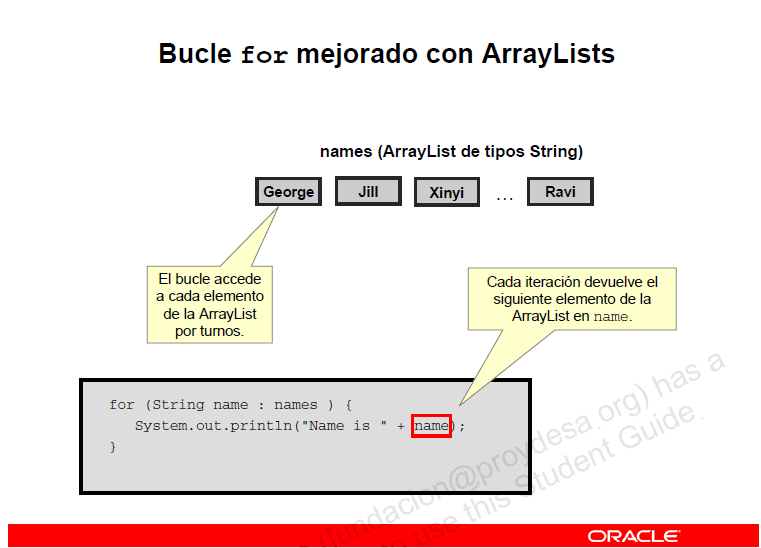 Bucle for mejorado con ArrayLists
names (ArrayList de tipos String)
George Jill Xinyi ... Ravi
El bucle accede
a cada elemento
de la ArrayList
por turnos.
Cada iteración devuelve el
siguiente elemento de la
ArrayList en name.
for (String name : names ) {
System.out.println("Name is " + name);
}
(fundacion@proydesa.org) has a
to use this Student Guide.
ORACLE